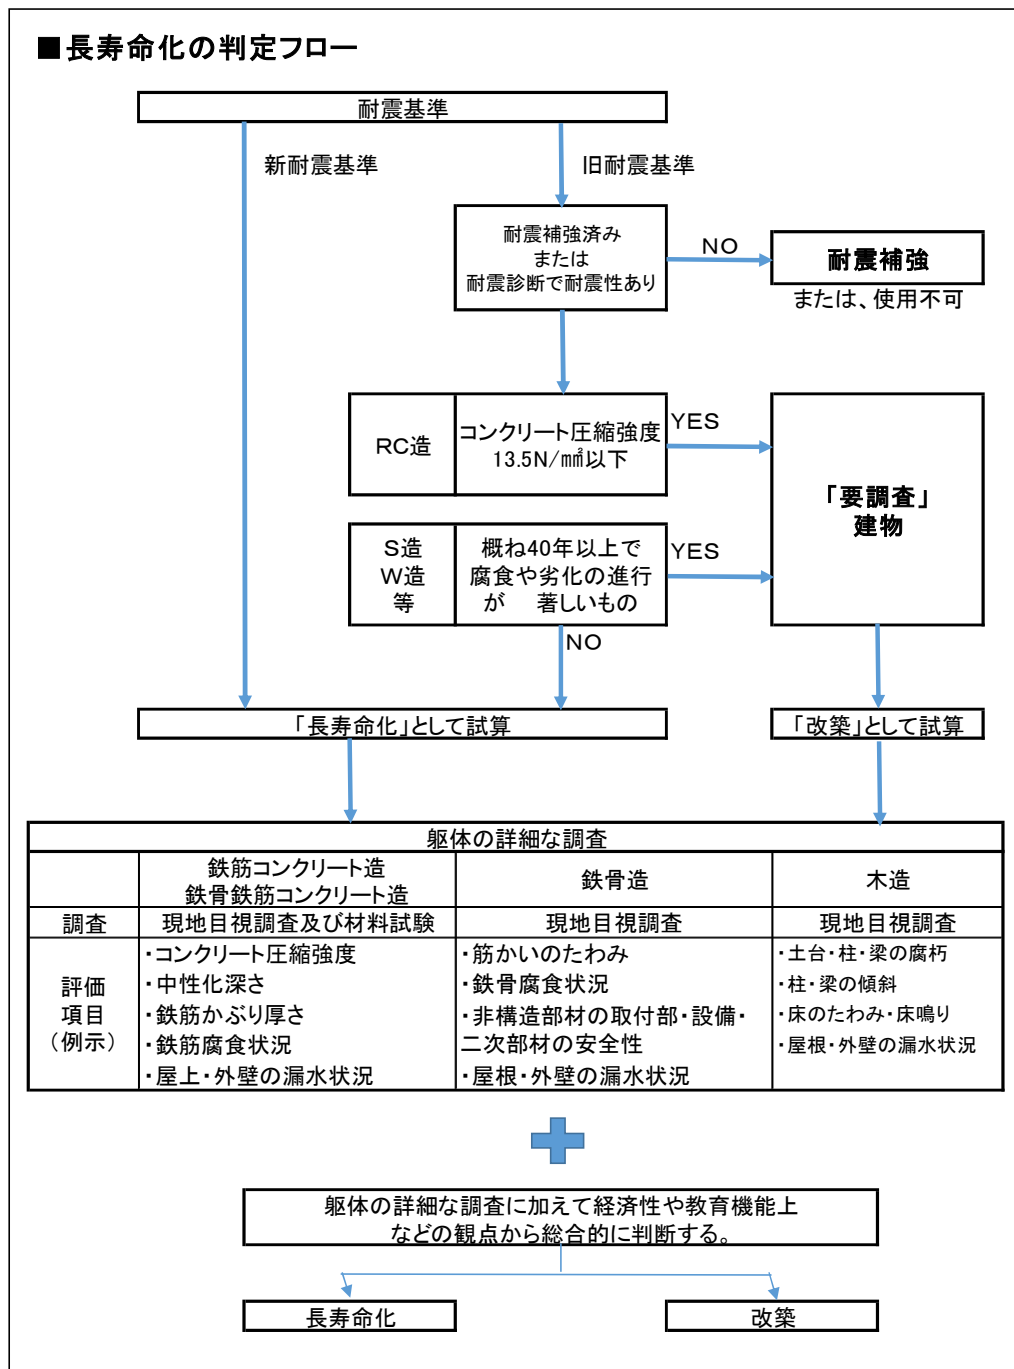 ■長寿命化の判定フロー
耐震基準
新耐震基準
旧耐震基準
耐震補強済み
または
耐震診断で耐震性あり
NO
耐震補強
または、使用不可
RC造
コンクリート圧縮強度
13.5N/㎟以下
YES
「要調査」
建物
S造
W造
等
概ね40年以上で
腐食や劣化の進行
が 著しいもの
YES
NO
「長寿命化」として試算
「改築」として試算
躯体の詳細な調査
鉄筋コンクリート造
鉄骨鉄筋コンクリート造
鉄骨造
木造
調査
現地目視調査及び材料試験
現地目視調査
現地目視調査
評価
項目
（例示）
・コンクリート圧縮強度
・中性化深さ
・鉄筋かぶり厚さ
・鉄筋腐食状況
・屋上・外壁の漏水状況
・筋かいのたわみ
・鉄骨腐食状況
・非構造部材の取付部・設備・
二次部材の安全性
・屋根・外壁の漏水状況
・土台・柱・梁の腐朽
・柱・梁の傾斜
・床のたわみ・床鳴り
・屋根・外壁の漏水状況
躯体の詳細な調査に加えて経済性や教育機能上
などの観点から総合的に判断する。
長寿命化
改築